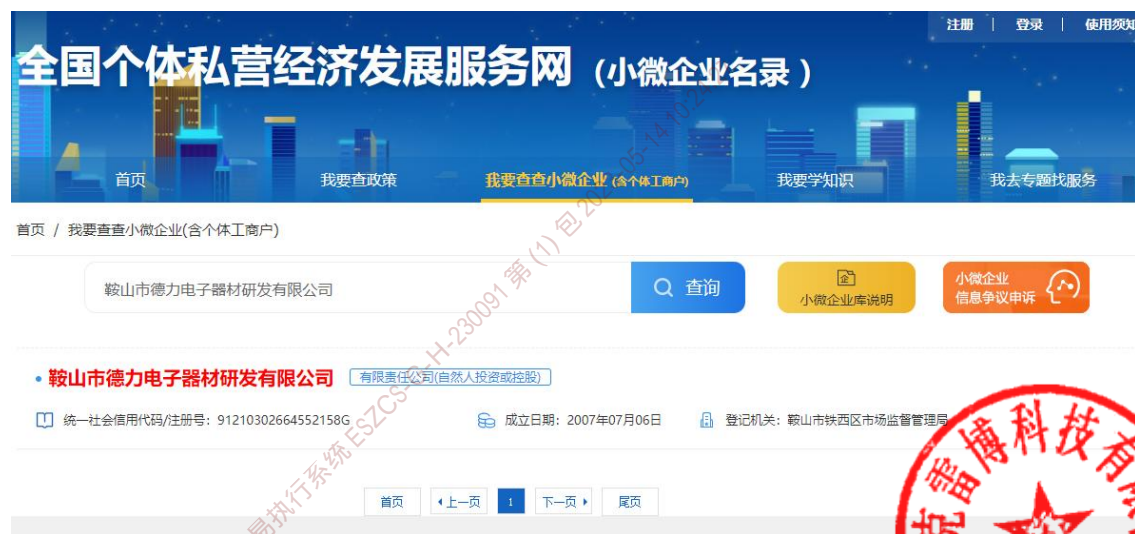 注册 | 登录 | 使用须知
全国个体私营经济发展服务网（小微企业名录）
首页 我要查政策 我要查查小微企业(含个体工商户) 我要学知识 我去专题找服务
首页 / 我要查查小微企业(含个体工商户)
鞍山市德力电子器材研发有限公司 查询 小微企业库说明 小微企业
信息争议申诉
鞍山市德力电子器材研发有限公司 有限责任公司(自然人投资或控股)
统一社会信用代码/注册号：91210302664552158G 成立日期：2007年07月06日 登记机关：鞍山市铁西区市场监督管理局
首页 上一页 1 下一页 尾页
雷博科技有